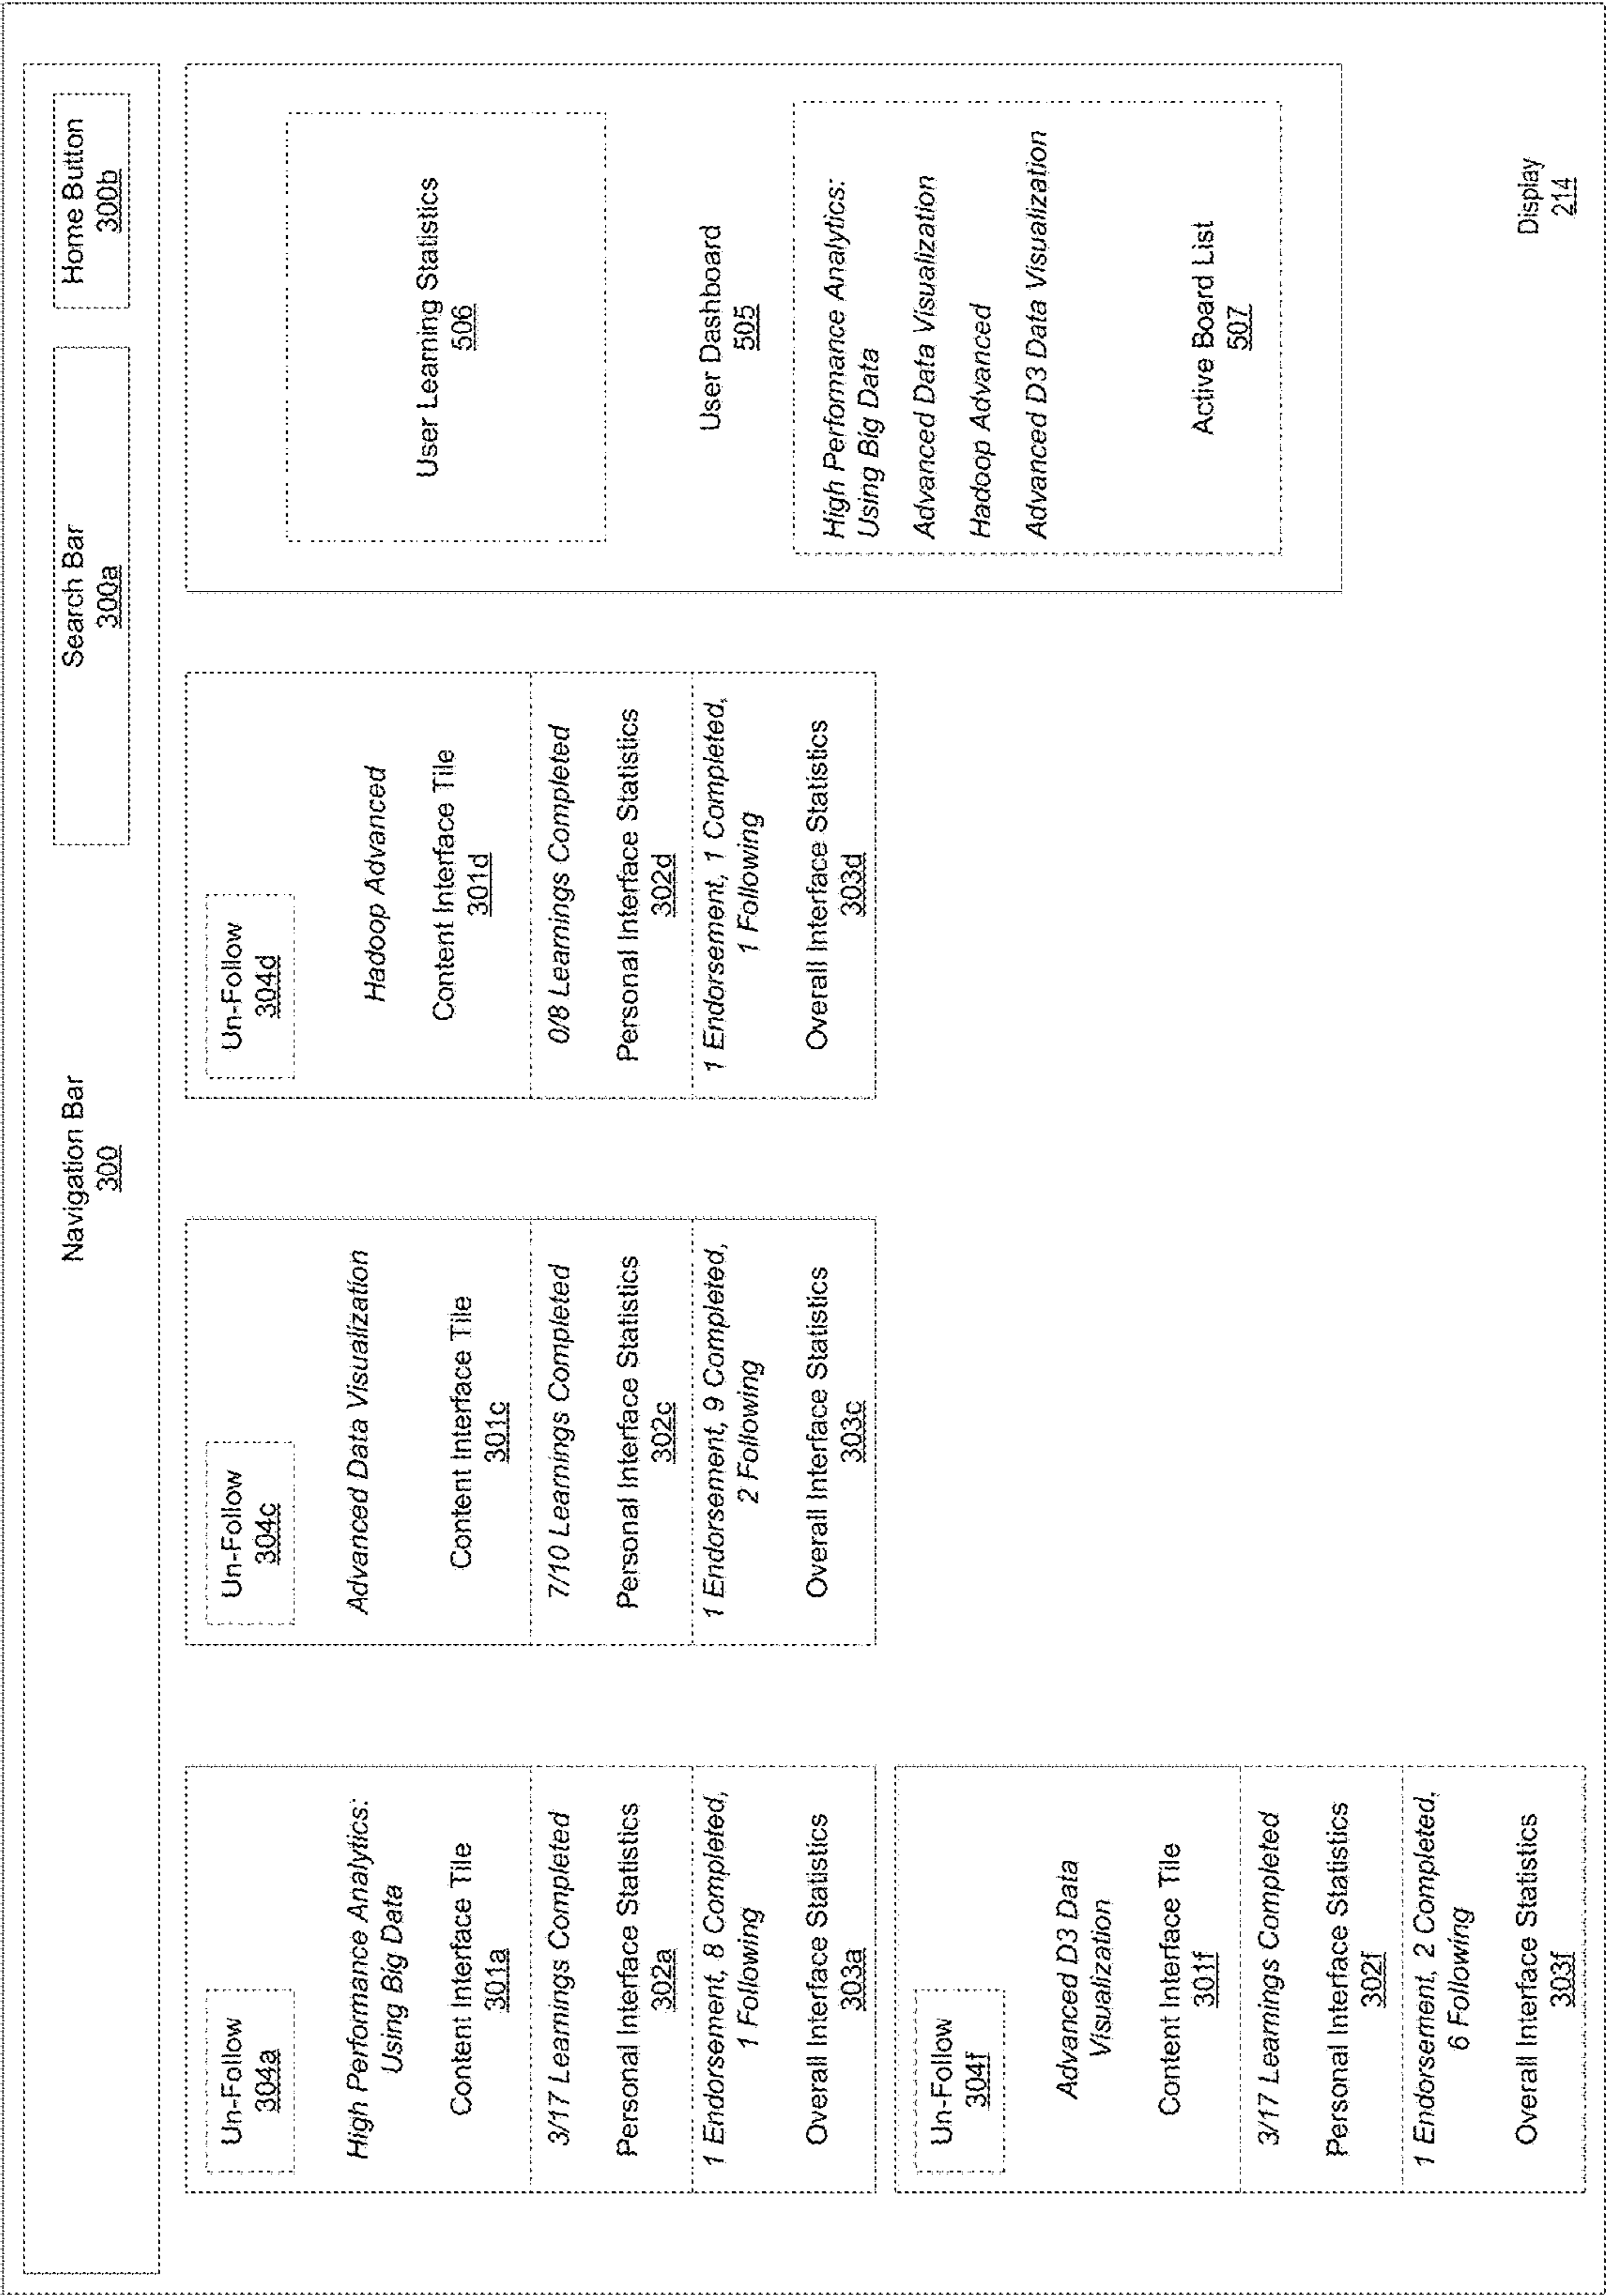 Navigation Bar
300
Search Bar
300a
Home Button
300b
Un-Follow
304a
High Performance Analytics:
Using Big Data
Content Interface Tile
301a
3/17 Learnings Completed
Personal Interface Statistics
302a
1 Endorsement, 8 Completed,
1 Following
Overall Interface Statistics
303a
Un-Follow
304c
Advanced Data Visualization
Content Interface Tile
301c
7/10 Learnings Completed
Personal Interface Statistics
302c
1 Endorsement, 9 Completed,
2 Following
Overall Interface Statistics
303c
Un-Follow
304d
Hadoop Advanced
Content Interface Tile
301d
0/8 Learnings Completed
Personal Interface Statistics
302d
1 Endorsement, 1 Completed,
1 Following
Overall Interface Statistics
303d
User Learning Statistics
506
User Dashboard
505
High Performance Analytics:
Using Big Data
Advanced Data Visualization
Hadoop Advanced
Advanced D3 Data Visualization
Active Board List
507
Un-Follow
304f
Advanced D3 Data
Visualization
Content Interface Tile
301f
3/17 Learnings Completed
Personal Interface Statistics
302f
1 Endorsement, 2 Completed,
6 Following
Overall Interface Statistics
303f
Display
214